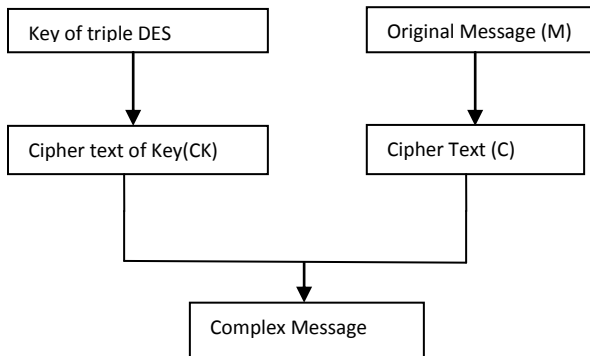 Key of triple DES
Original Message (M)
Cipher text of Key(CK)
Cipher Text (C)
Complex Message